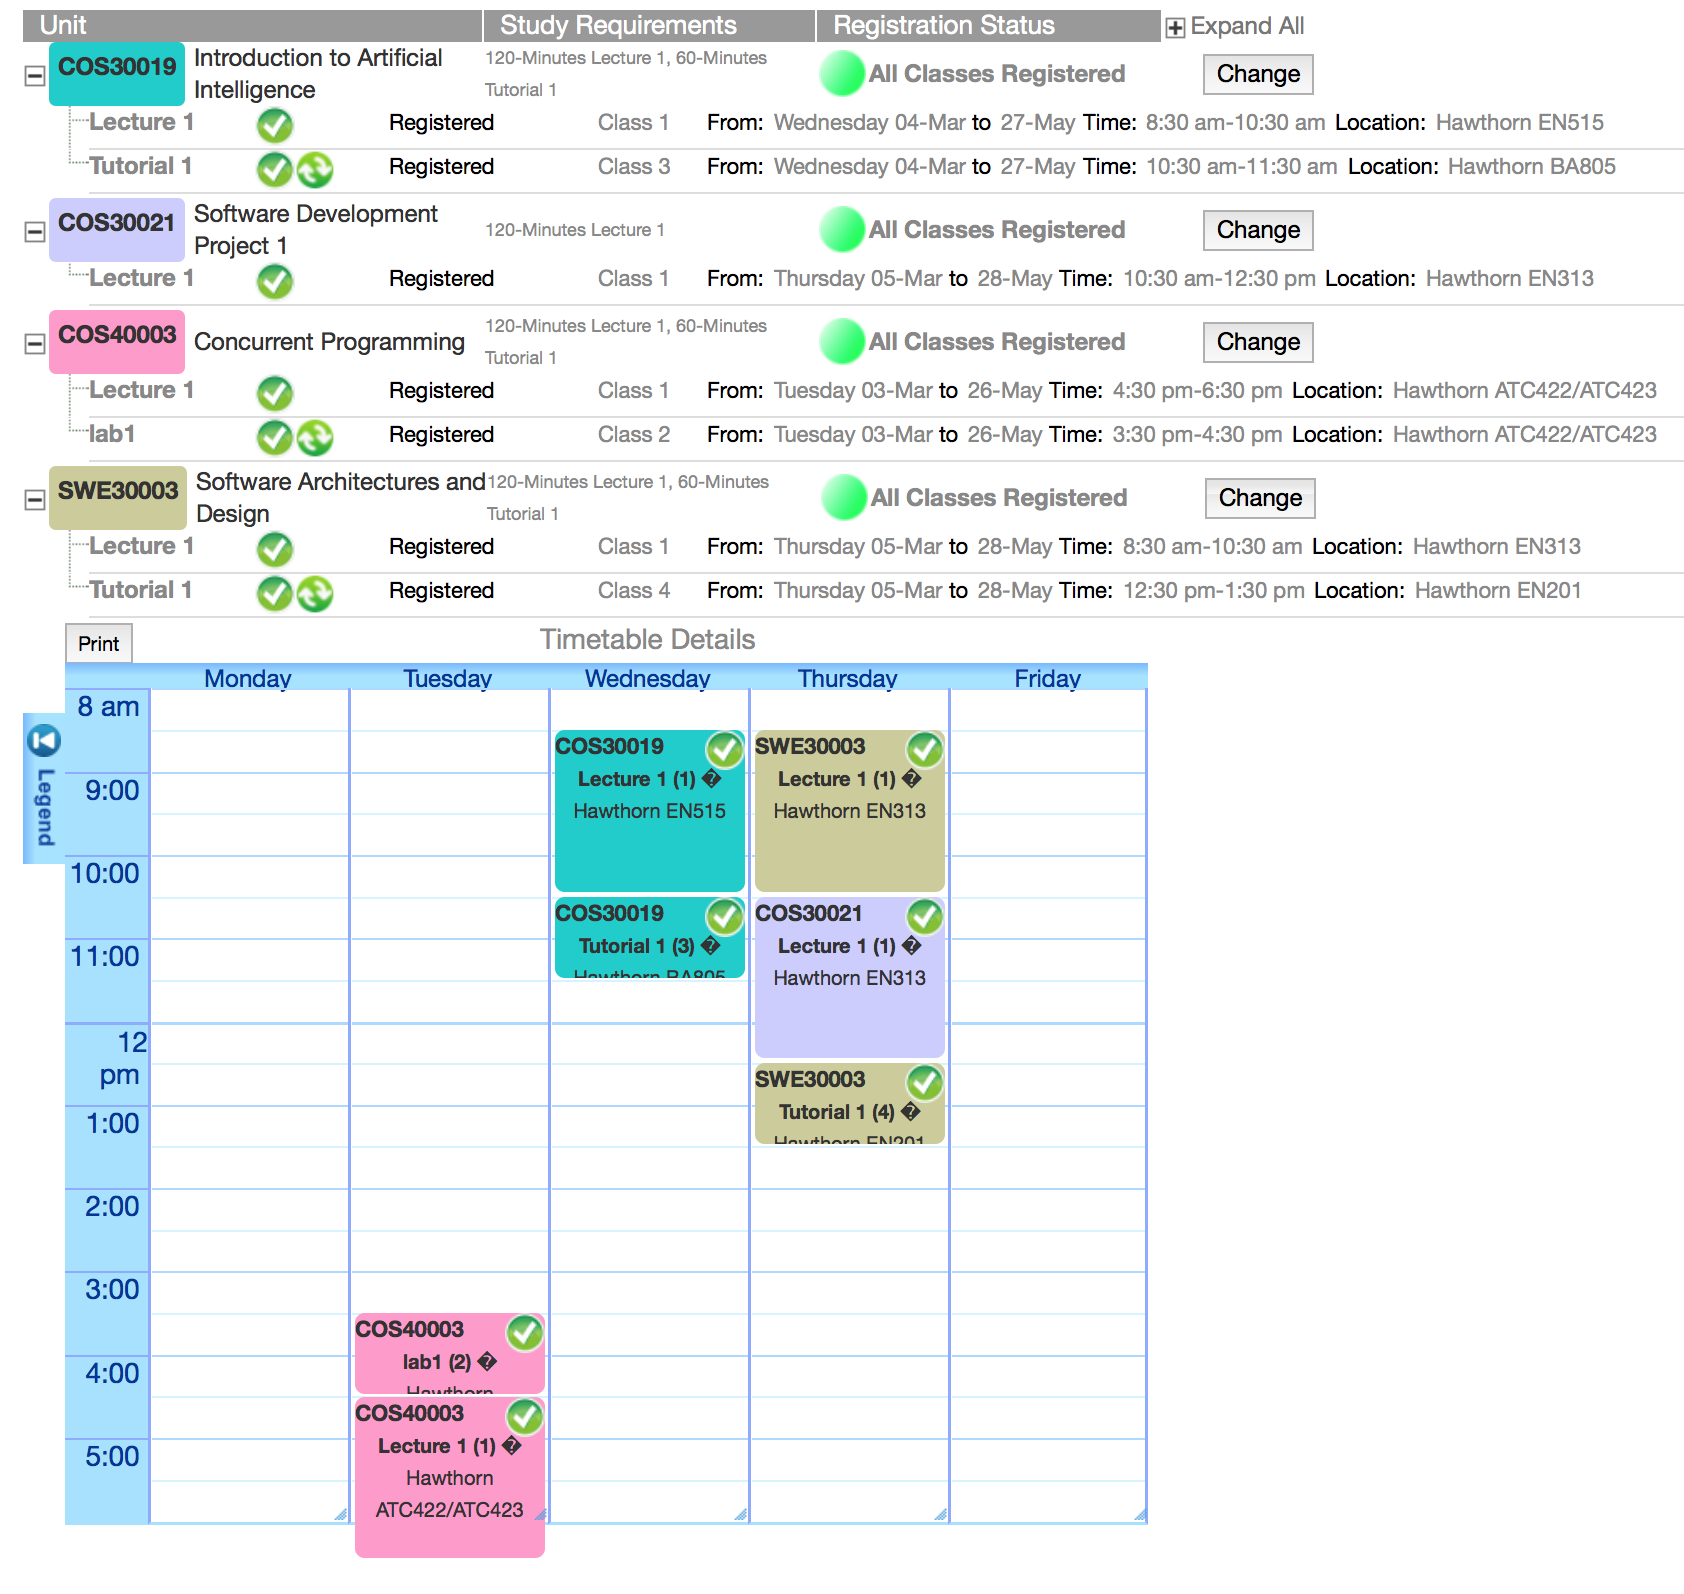 Unit Study Requirements Registration Status Expand All
COS30019 Introduction to Artificial Intelligence 120-Minutes Lecture 1, 60-Minutes Tutorial 1 All Classes Registered Change
Lecture 1 Registered Class 1 From: Wednesday 04-Mar to 27-May Time: 8:30 am-10:30 am Location: Hawthorn EN515
Tutorial 1 Registered Class 3 From: Wednesday 04-Mar to 27-May Time: 10:30 am-11:30 am Location: Hawthorn BA805
COS30021 Software Development Project 1 120-Minutes Lecture 1 All Classes Registered Change
Lecture 1 Registered Class 1 From: Thursday 05-Mar to 28-May Time: 10:30 am-12:30 pm Location: Hawthorn EN313
COS40003 Concurrent Programming 120-Minutes Lecture 1, 60-Minutes Tutorial 1 All Classes Registered Change
Lecture 1 Registered Class 1 From: Tuesday 03-Mar to 26-May Time: 4:30 pm-6:30 pm Location: Hawthorn ATC422/ATC423
lab1 Registered Class 2 From: Tuesday 03-Mar to 26-May Time: 3:30 pm-4:30 pm Location: Hawthorn ATC422/ATC423
SWE30003 Software Architectures and Design 120-Minutes Lecture 1, 60-Minutes Tutorial 1 All Classes Registered Change
Lecture 1 Registered Class 1 From: Thursday 05-Mar to 28-May Time: 8:30 am-10:30 am Location: Hawthorn EN313
Tutorial 1 Registered Class 4 From: Thursday 05-Mar to 28-May Time: 12:30 pm-1:30 pm Location: Hawthorn EN201
Print Timetable Details
Monday Tuesday Wednesday Thursday Friday
Legend
8 am
COS30019 SWE30003
Lecture 1 (1) � Lecture 1 (1) �
9:00
Hawthorn EN515 Hawthorn EN313
10:00
COS30019 COS30021
Tutorial 1 (3) � Lecture 1 (1) �
11:00
Hawthorn BA805 Hawthorn EN313
12
pm
SWE30003
Tutorial 1 (4) �
1:00
Hawthorn EN201
2:00
3:00
COS40003
lab1 (2) �
4:00
Hawthorn
COS40003
Lecture 1 (1) �
5:00
Hawthorn
ATC422/ATC423